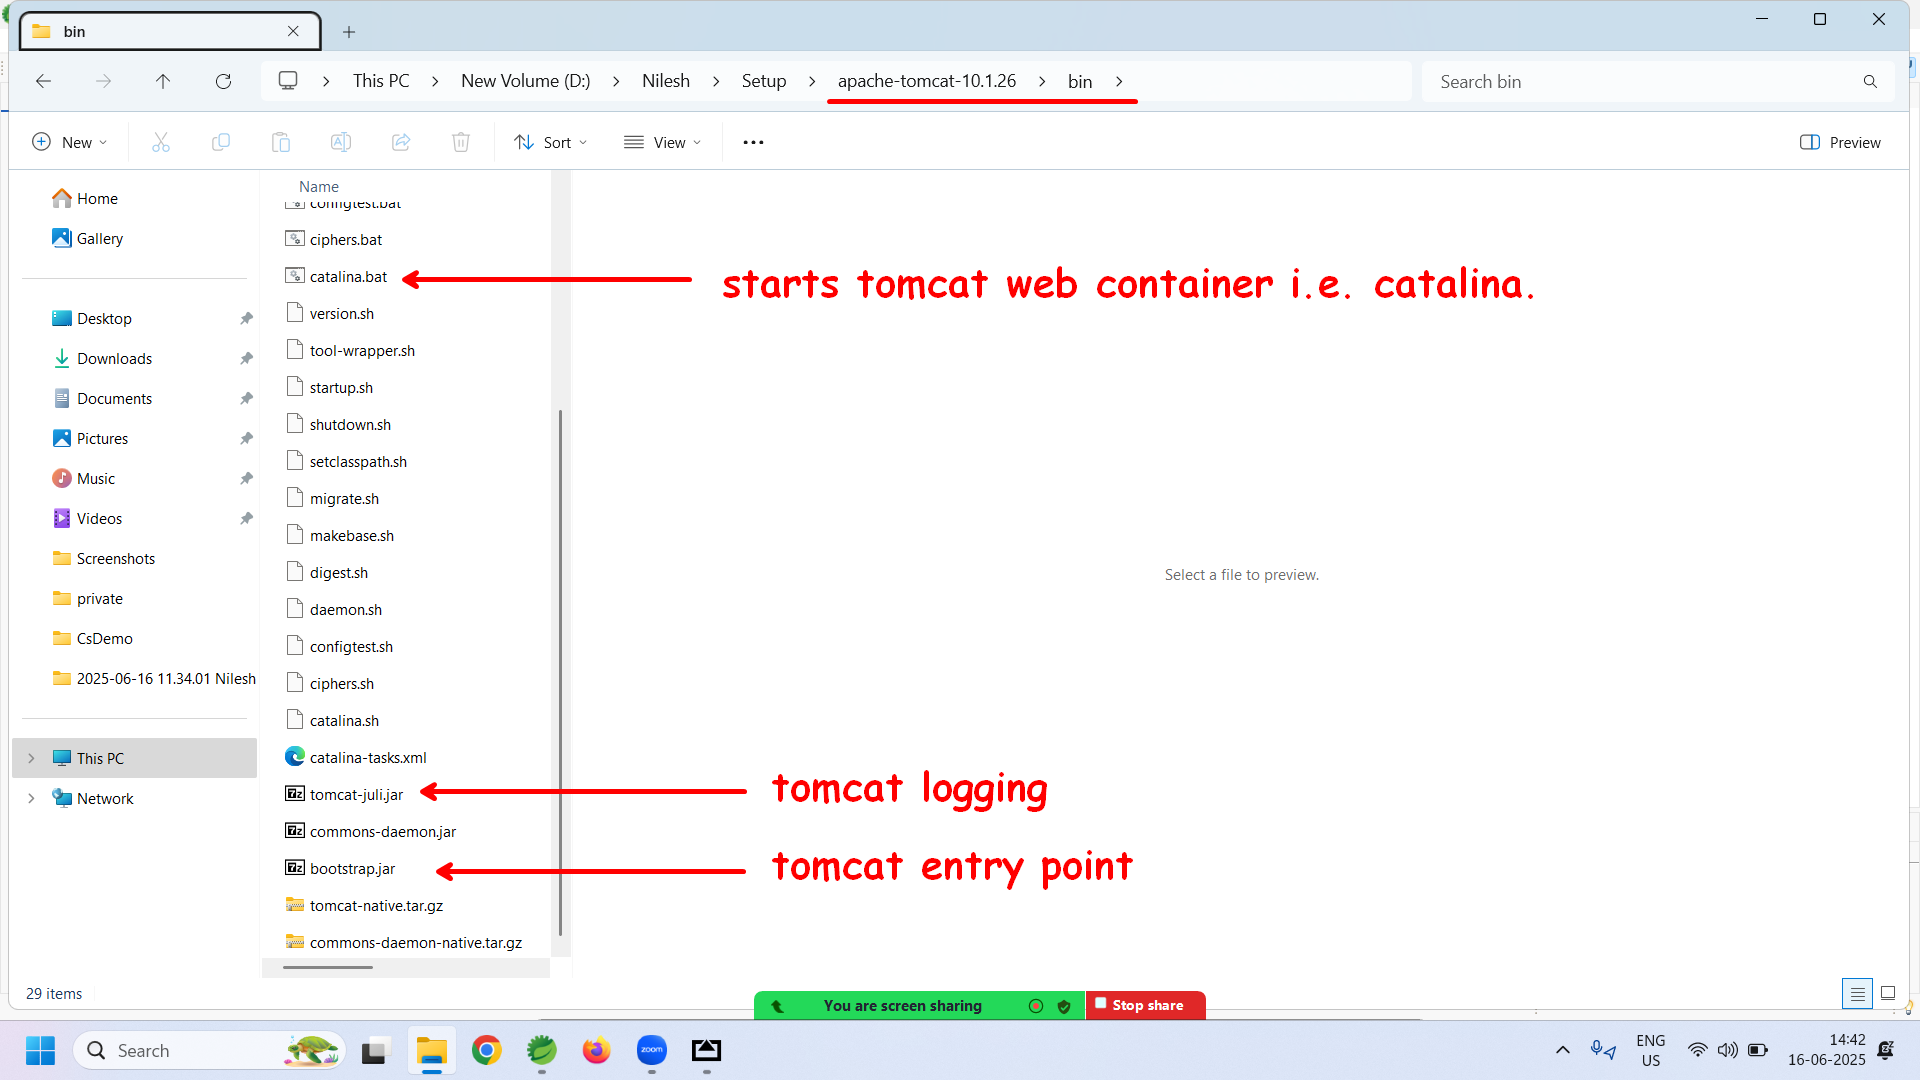 bin
This PC
New Volume (D:)
Nilesh
Setup
apache-tomcat-10.1.26
bin
Search bin
New
Sort
View
Preview
Home
Gallery
Desktop
Downloads
Documents
Pictures
Music
Videos
Screenshots
private
CsDemo
2025-06-16 11.34.01 Nilesh
This PC
Network
Name
configtest.bat
ciphers.bat
catalina.bat
starts tomcat web container i.e. catalina.
version.sh
tool-wrapper.sh
startup.sh
shutdown.sh
setclasspath.sh
migrate.sh
makebase.sh
digest.sh
daemon.sh
configtest.sh
ciphers.sh
catalina.sh
catalina-tasks.xml
tomcat-juli.jar
tomcat logging
commons-daemon.jar
bootstrap.jar
tomcat entry point
tomcat-native.tar.gz
commons-daemon-native.tar.gz
Select a file to preview.
29 items
You are screen sharing
Stop share
Search
zoom
ENG
US
14:42
16-06-2025